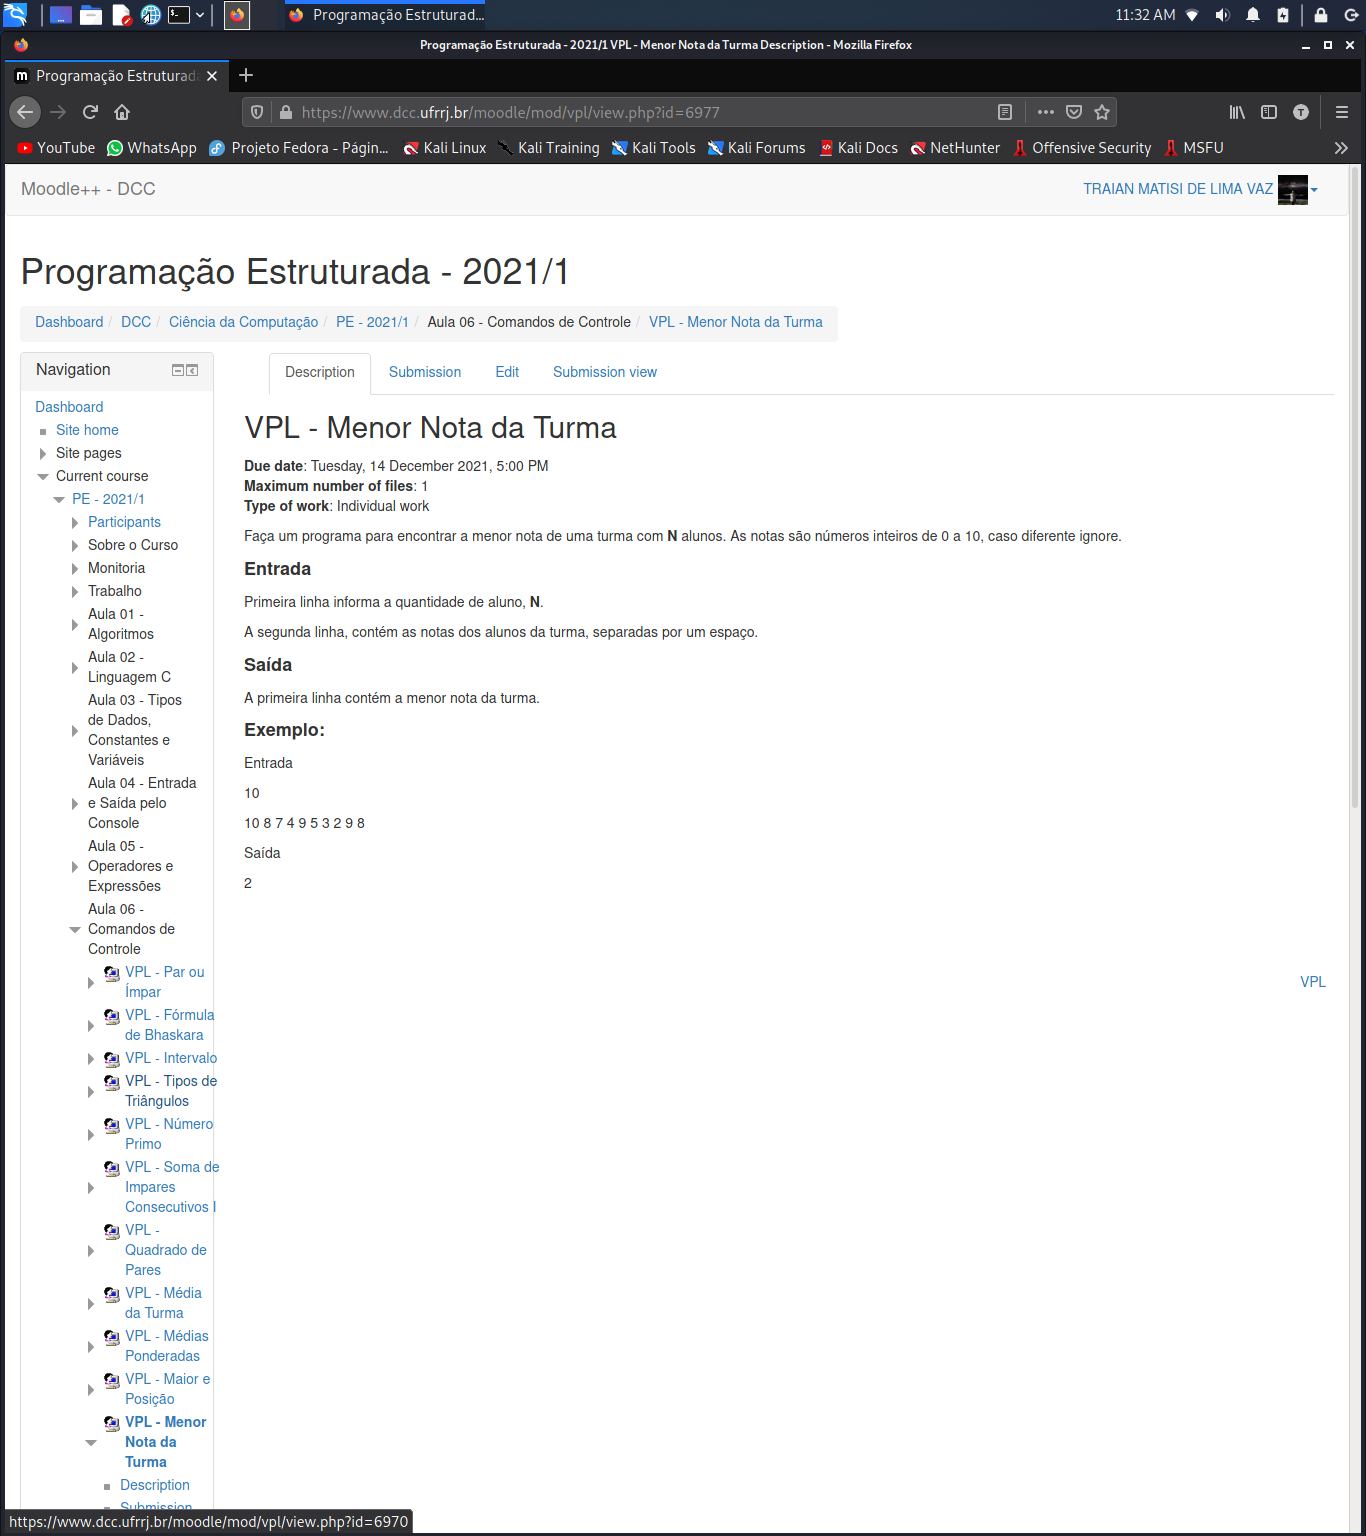 11:32 AM
Programação Estruturad...
Programação Estruturada - 2021/1 VPL - Menor Nota da Turma Description - Mozilla Firefox
Programação Estruturad
https://www.dcc.ufrrj.br/moodle/mod/vpl/view.php?id=6977
T
YouTube
WhatsApp
Projeto Fedora - Págin...
Kali Linux
Kali Training
Kali Tools
Kali Forums
Kali Docs
NetHunter
Offensive Security
MSFU
Moodle++ - DCC
TRAIAN MATISI DE LIMA VAZ
Programação Estruturada - 2021/1
Dashboard / DCC / Ciência da Computação / PE - 2021/1 / Aula 06 - Comandos de Controle / VPL - Menor Nota da Turma
Navigation
Dashboard
Site home
Site pages
Current course
PE - 2021/1
Participants
Sobre o Curso
Monitoria
Trabalho
Aula 01 -
Algoritmos
Aula 02 -
Linguagem C
Aula 03 - Tipos
de Dados,
Constantes e
Variáveis
Aula 04 - Entrada
e Saída pelo
Console
Aula 05 -
Operadores e
Expressões
Aula 06 -
Comandos de
Controle
VPL - Par ou
Ímpar
VPL - Fórmula
de Bhaskara
VPL - Intervalo
VPL - Tipos de
Triângulos
VPL - Número
Primo
VPL - Soma de
Impares
Consecutivos I
VPL -
Quadrado de
Pares
VPL - Média
da Turma
VPL - Médias
Ponderadas
VPL - Maior e
Posição
VPL - Menor
Nota da
Turma
Description
Submission
Description
Submission
Edit
Submission view
VPL - Menor Nota da Turma
Due date: Tuesday, 14 December 2021, 5:00 PM
Maximum number of files: 1
Type of work: Individual work
Faça um programa para encontrar a menor nota de uma turma com N alunos. As notas são números inteiros de 0 a 10, caso diferente ignore.
Entrada
Primeira linha informa a quantidade de aluno, N.
A segunda linha, contém as notas dos alunos da turma, separadas por um espaço.
Saída
A primeira linha contém a menor nota da turma.
Exemplo:
Entrada
10
10 8 7 4 9 5 3 2 9 8
Saída
2
VPL
https://www.dcc.ufrrj.br/moodle/mod/vpl/view.php?id=6970